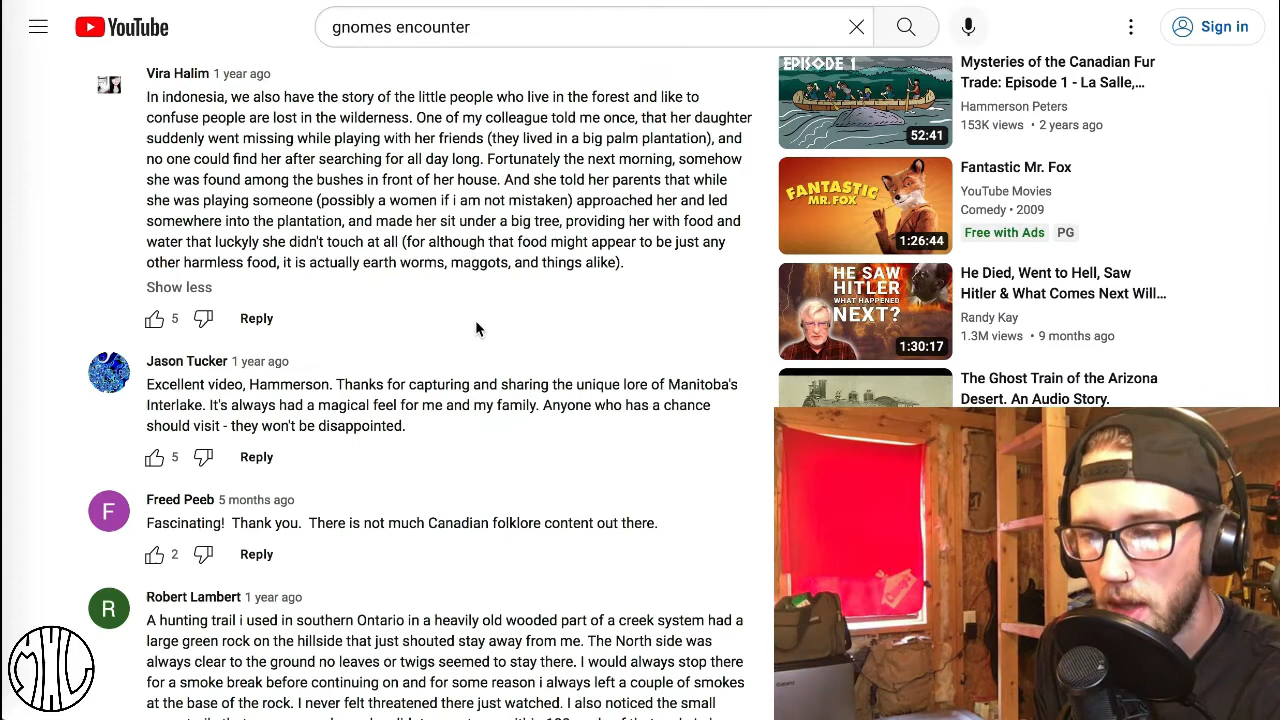 YouTube
gnomes encounter
Sign in
Vira Halim 1 year ago
In indonesia, we also have the story of the little people who live in the forest and like to
confuse people are lost in the wilderness. One of my colleague told me once, that her daughter
suddenly went missing while playing with her friends (they lived in a big palm plantation), and
no one could find her after searching for all day long. Fortunately the next morning, somehow
she was found among the bushes in front of her house. And she told her parents that while
she was playing someone (possibly a women if i am not mistaken) approached her and led
somewhere into the plantation, and made her sit under a big tree, providing her with food and
water that luckyly she didn't touch at all (for although that food might appear to be just any
other harmless food, it is actually earth worms, maggots, and things alike).
Show less
5
Reply
Jason Tucker 1 year ago
Excellent video, Hammerson. Thanks for capturing and sharing the unique lore of Manitoba's
Interlake. It's always had a magical feel for me and my family. Anyone who has a chance
should visit - they won't be disappointed.
5
Reply
F
Freed Peeb 5 months ago
Fascinating! Thank you. There is not much Canadian folklore content out there.
2
Reply
R
Robert Lambert 1 year ago
A hunting trail i used in southern Ontario in a heavily old wooded part of a creek system had a
large green rock on the hillside that just shouted stay away from me. The North side was
always clear to the ground no leaves or twigs seemed to stay there. I would always stop there
for a smoke break before continuing on and for some reason i always left a couple of smokes
at the base of the rock. I never felt threatened there just watched. I also noticed the small
EPISODE 1
52:41
Mysteries of the Canadian Fur
Trade: Episode 1 - La Salle,...
Hammerson Peters
153K views • 2 years ago
FANTASTIC
MR. FOX
1:26:44
Fantastic Mr. Fox
YouTube Movies
Comedy • 2009
Free with Ads PG
HE SAW
HITLER
WHAT HAPPENED
NEXT?
1:30:17
He Died, Went to Hell, Saw
Hitler & What Comes Next Will...
Randy Kay
1.3M views • 9 months ago
The Ghost Train of the Arizona
Desert. An Audio Story.